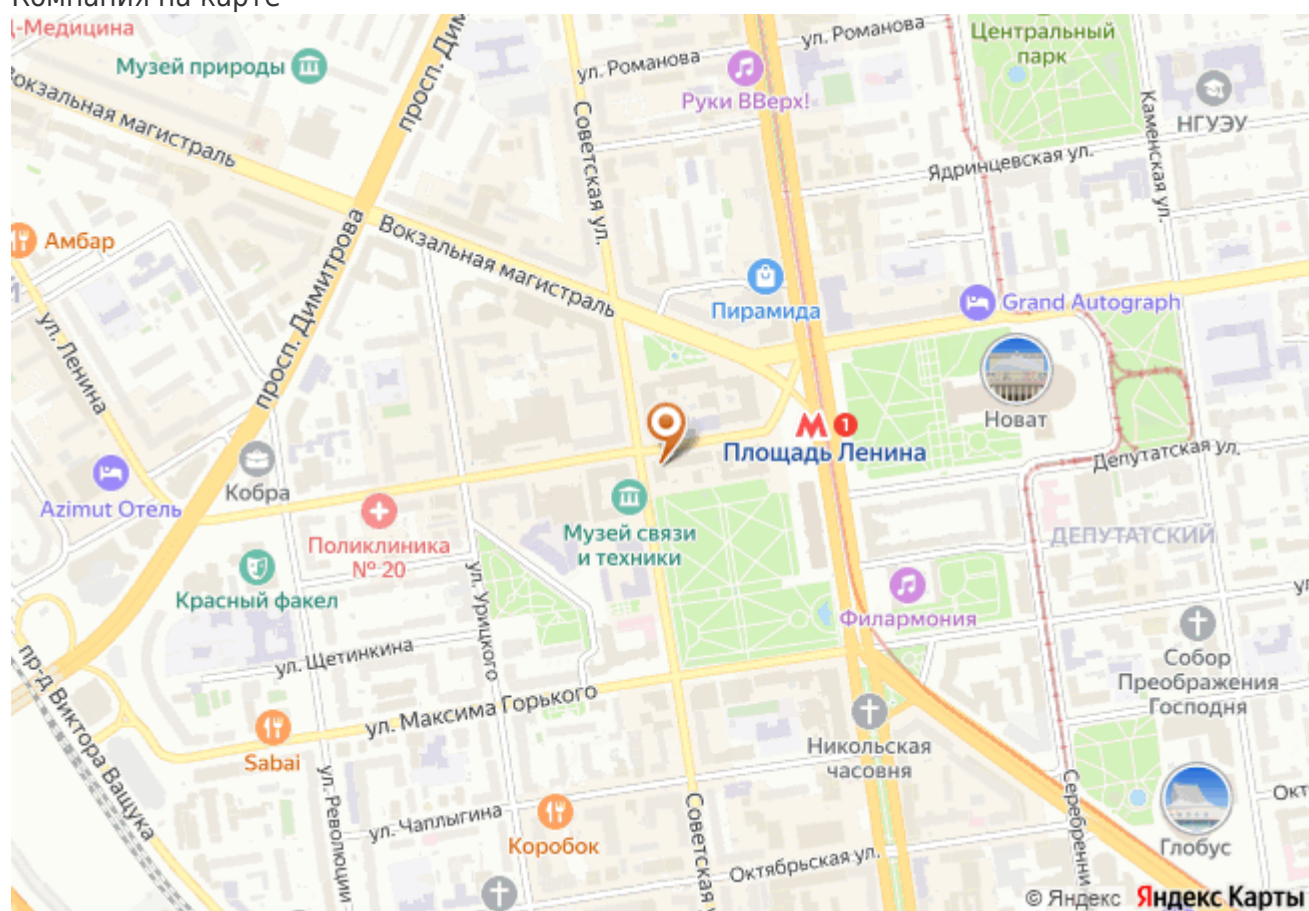 Компания на карте
-Медицина
Музей природы
просп. Дим
ул. Романова
ул. Романова
Центральный
парк
Руки ВВерх!
НГУЭУ
окзальная магистраль
Советская ул.
Каменская ул.
Ядринцевская ул.
Амбар
просп. Димитрова
Вокзальная магистраль
Пирамида
Grand Autograph
ул. Ленина
Новат
М 1
Площадь Ленина
Депутатская ул.
Azimut Отель
Кобра
Поликлиника
№ 20
Музей связи
и техники
ДЕПУТАТСКИЙ
Красный факел
ул. Урицкого
Филармония
ул. Щетинкина
Собор
Преображения
Господня
пр-д Виктора Ващука
ул. Максима Горького
Sabai
Никольская
часовня
ул. Революции
ул. Чаплыгина
Коробок
Советская
Октябрьская ул.
Серебренни
Окт
Глобус
© Яндекс Яндекс Карты